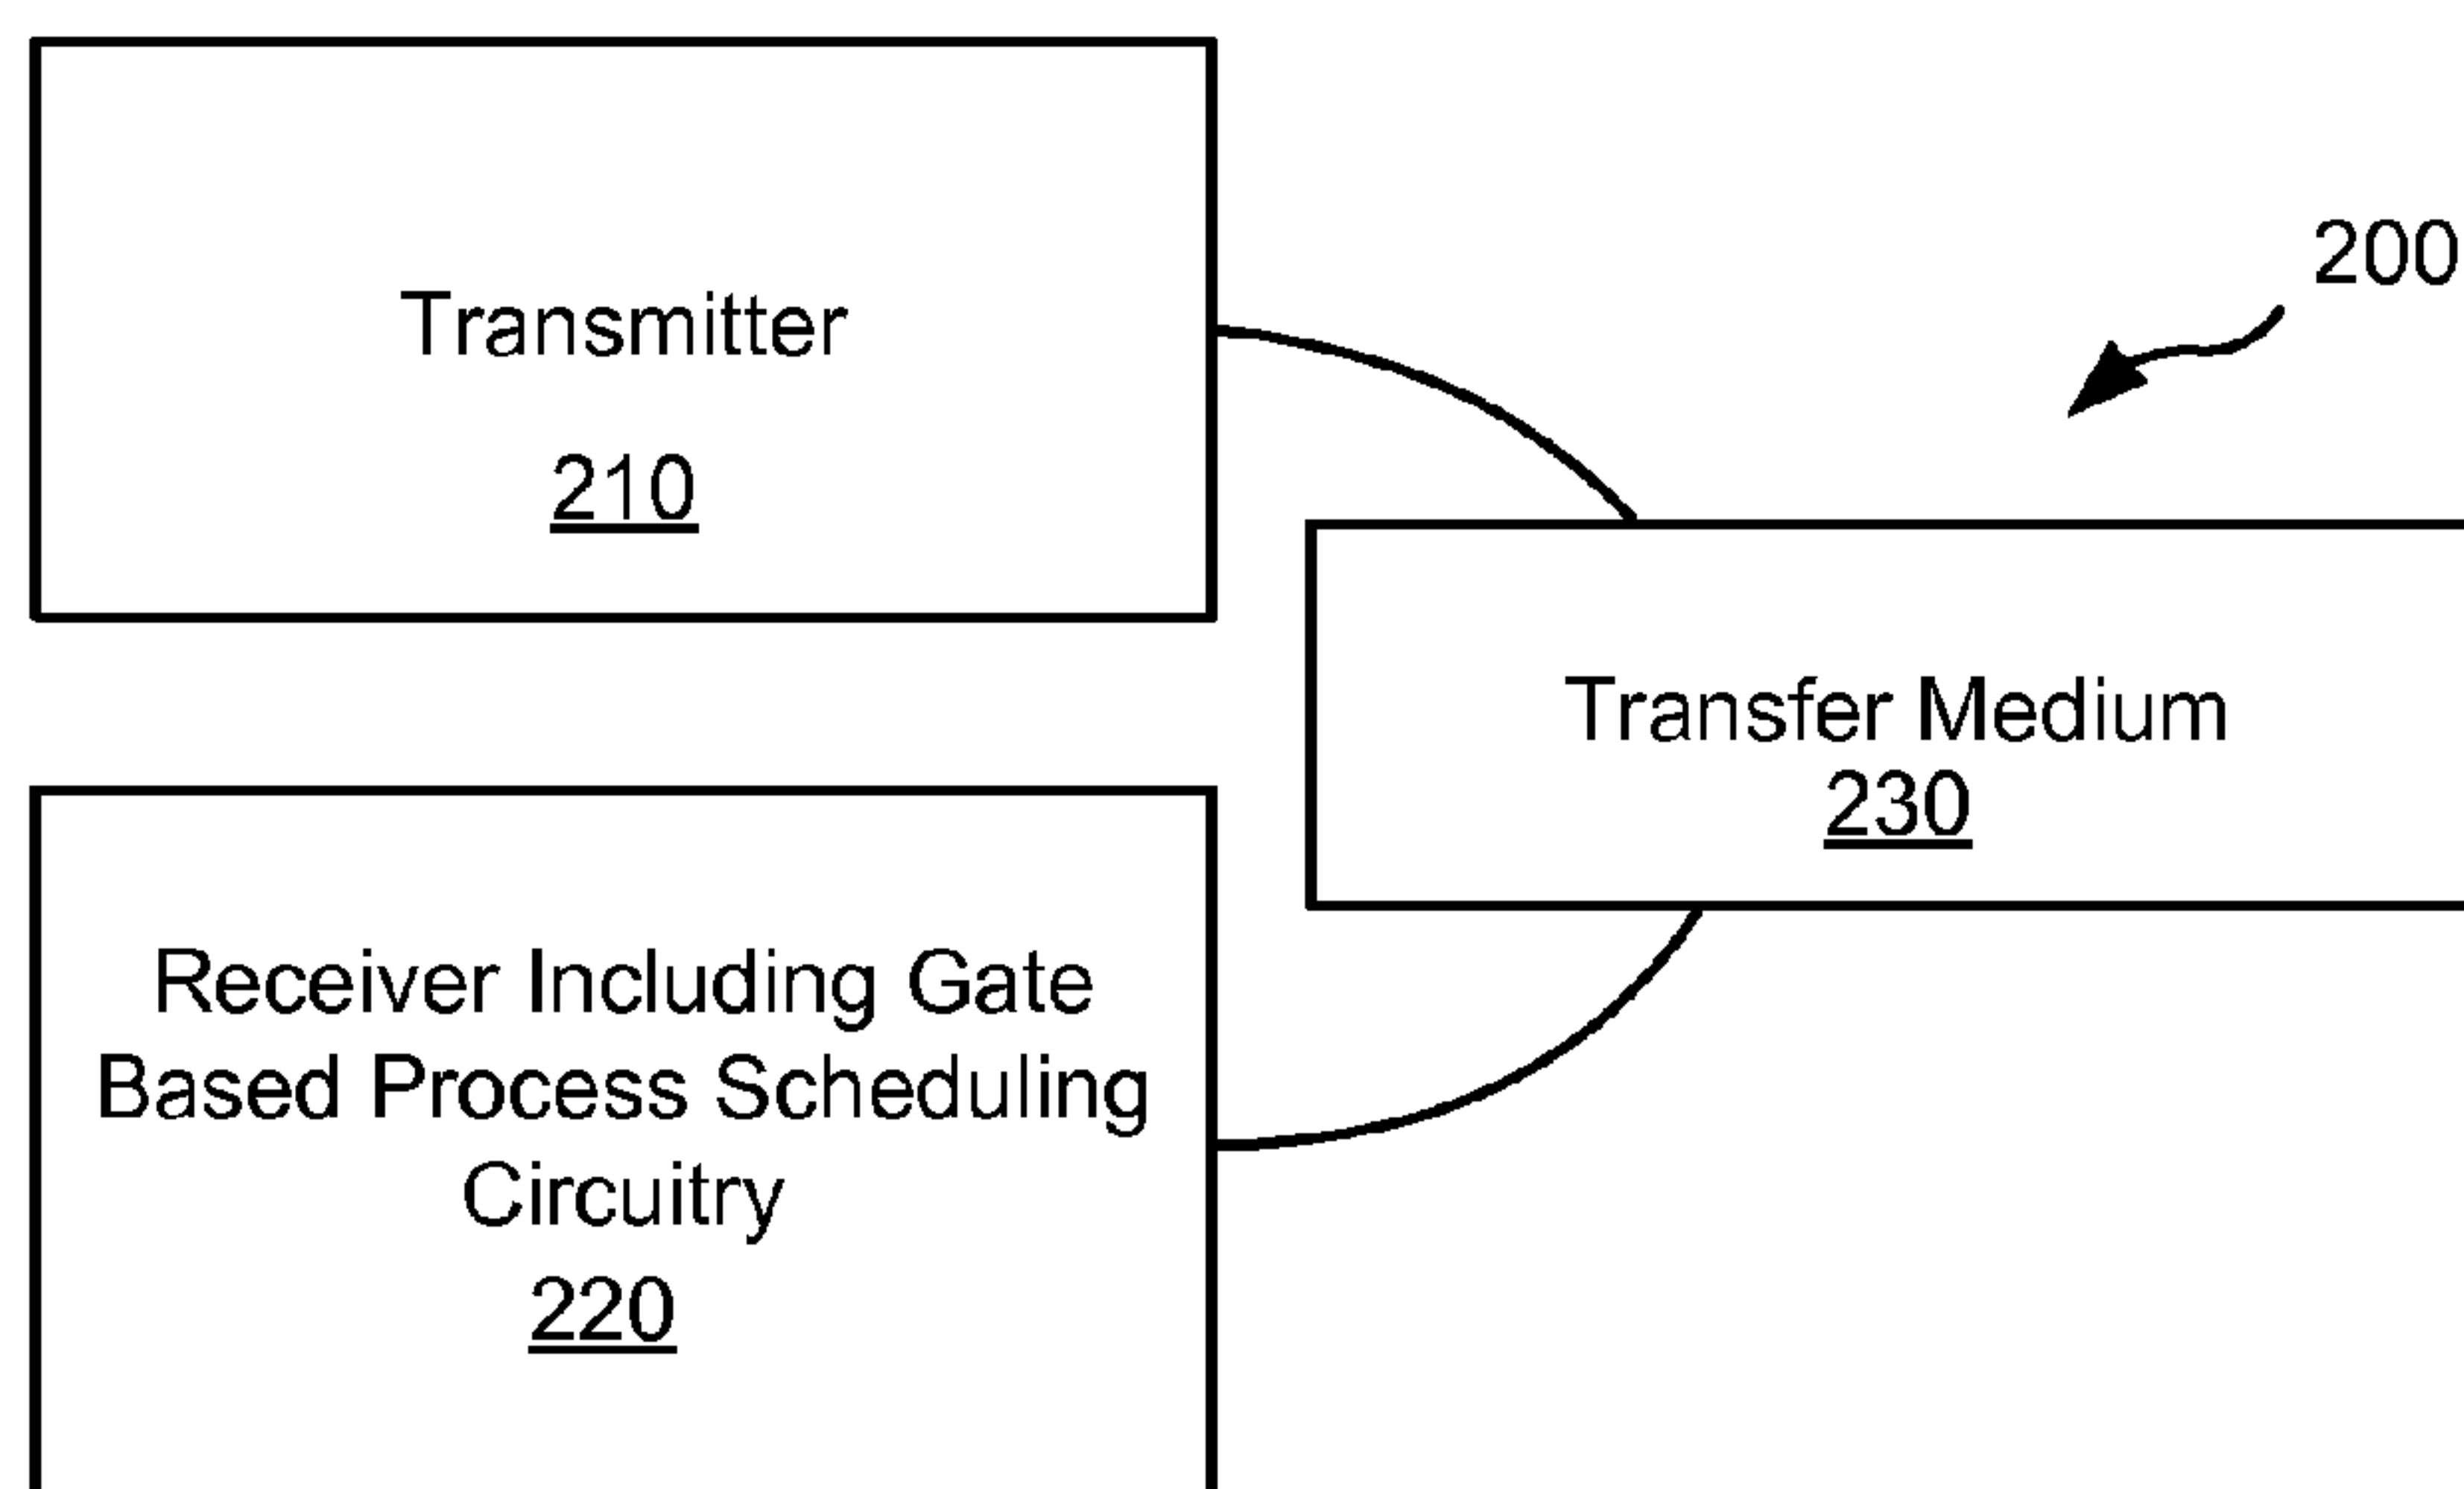 Transmitter
210
200
Transfer Medium
230
Receiver Including Gate
Based Process Scheduling
Circuitry
220